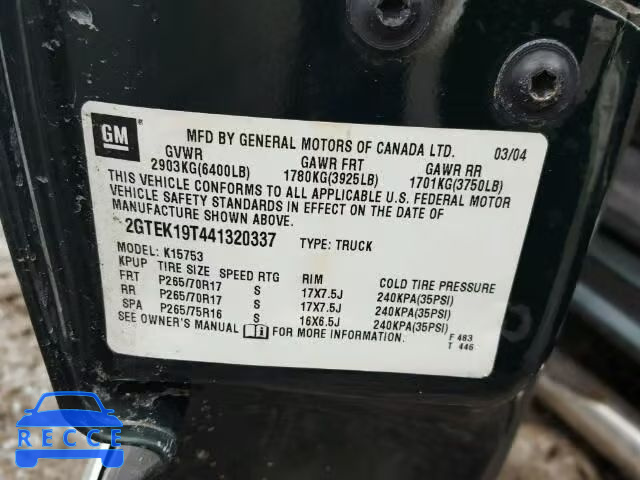 GM ®
MFD BY GENERAL MOTORS OF CANADA LTD. 03/04
GVWR GAWR FRT GAWR RR
2903KG(6400LB) 1780KG(3925LB) 1701KG(3750LB)
THIS VEHICLE CONFORMS TO ALL APPLICABLE U.S. FEDERAL MOTOR
VEHICLE SAFETY STANDARDS IN EFFECT ON THE DATE OF
MANUFACTURE SHOWN ABOVE.
2GTEK19T441320337 TYPE: TRUCK
MODEL: K15753
KPUP TIRE SIZE SPEED RTG RIM COLD TIRE PRESSURE
FRT P265/70R17 S 17X7.5J 240KPA(35PSI)
RR P265/70R17 S 17X7.5J 240KPA(35PSI)
SPA P265/75R16 S 16X6.5J 240KPA(35PSI)
SEE OWNER'S MANUAL FOR MORE INFORMATION.
F 483
T 446
RECCE